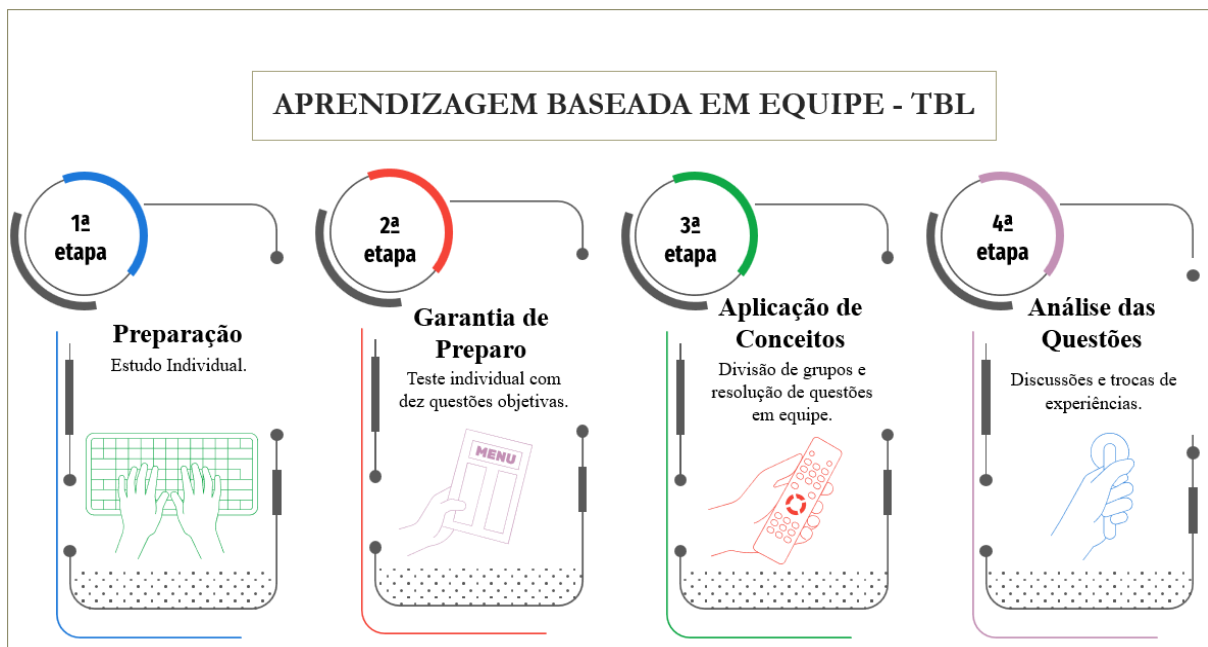 APRENDIZAGEM BASEADA EM EQUIPE - TBL
1ª
etapa
Preparação
Estudo Individual.
2ª
etapa
Garantia de
Preparo
Teste individual com
dez questões objetivas.
MENU
3ª
etapa
Aplicação de
Conceitos
Divisão de grupos e
resolução de questões
em equipe.
4ª
etapa
Análise das
Questões
Discussões e trocas de
experiências.